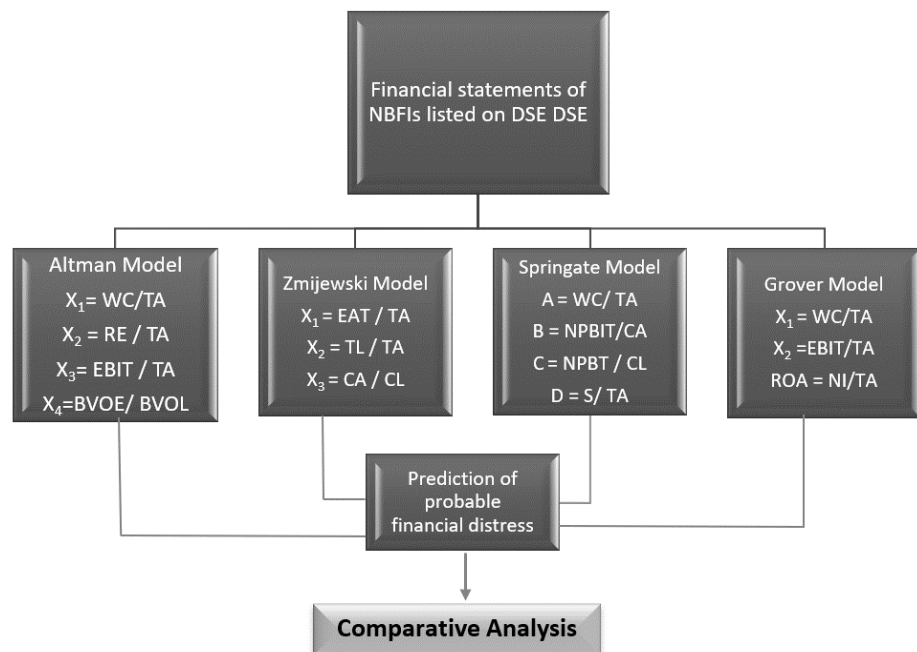 Financial statements of
NBFIs listed on DSE DSE
Altman Model
X₁= WC/TA
X₂ = RE / TA
X₃= EBIT / TA
X₄=BVOE/ BVOL
Zmijewski Model
X₁ = EAT / TA
X₂ = TL / TA
X₃ = CA / CL
Springate Model
A = WC/ TA
B = NPBIT/CA
C = NPBT / CL
D = S/ TA
Grover Model
X₁ = WC/TA
X₂ =EBIT/TA
ROA = NI/TA
Prediction of
probable
financial distress
Comparative Analysis